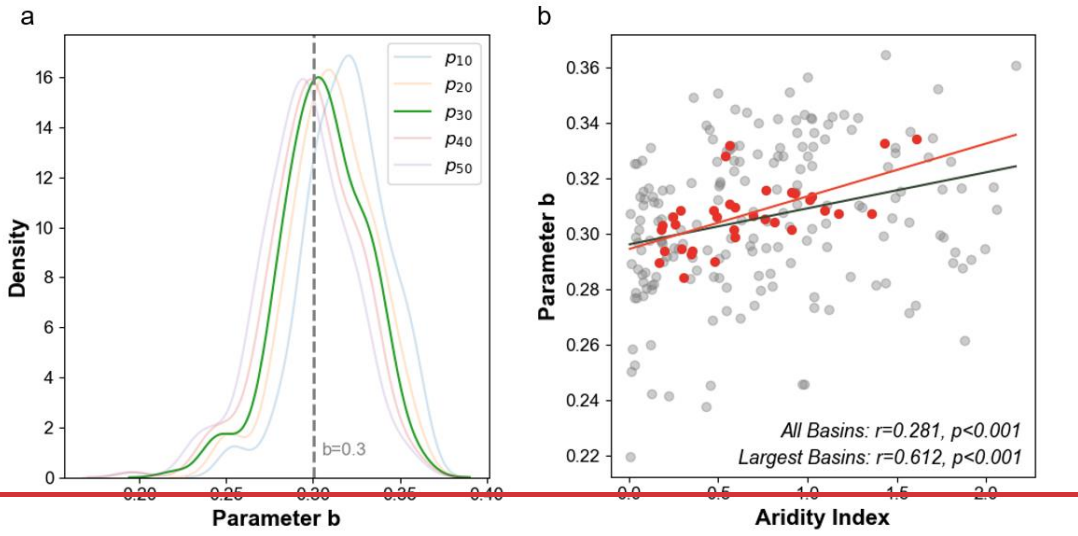 a
b
16
14
12
10
8
6
4
2
0
Density
p10
p20
p30
p40
p50
b=0.3
0.20 0.25 0.30 0.35 0.40
Parameter b
0.36
0.34
0.32
0.30
0.28
0.26
0.24
0.22
Parameter b
All Basins: r=0.281, p<0.001
Largest Basins: r=0.612, p<0.001
0.0 0.5 1.0 1.5 2.0
Aridity Index